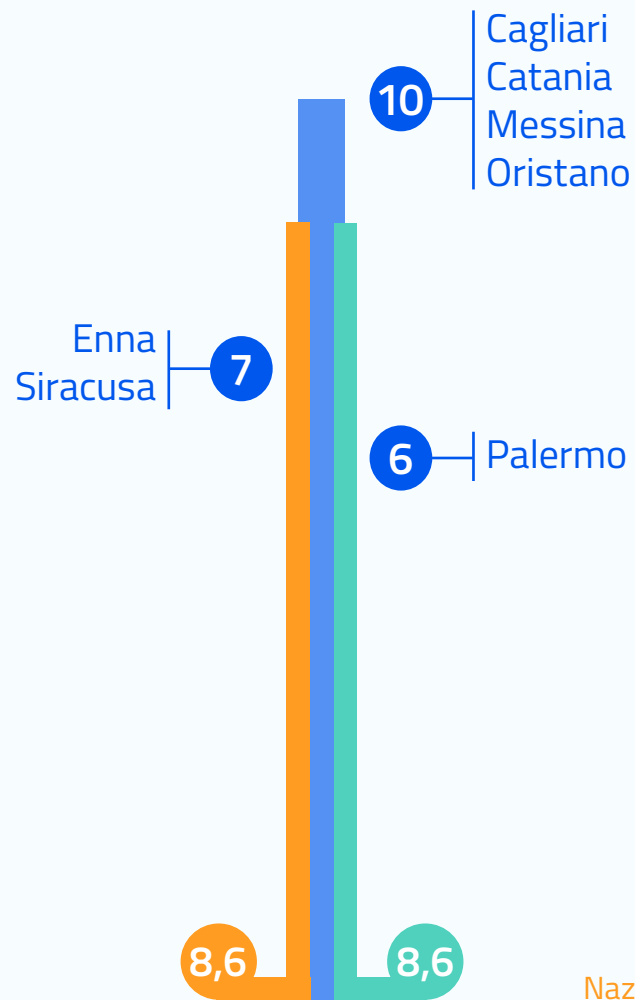 10
Cagliari
Catania
Messina
Oristano
Enna
Siracusa
7
6
Palermo
8,6
8,6
Naz